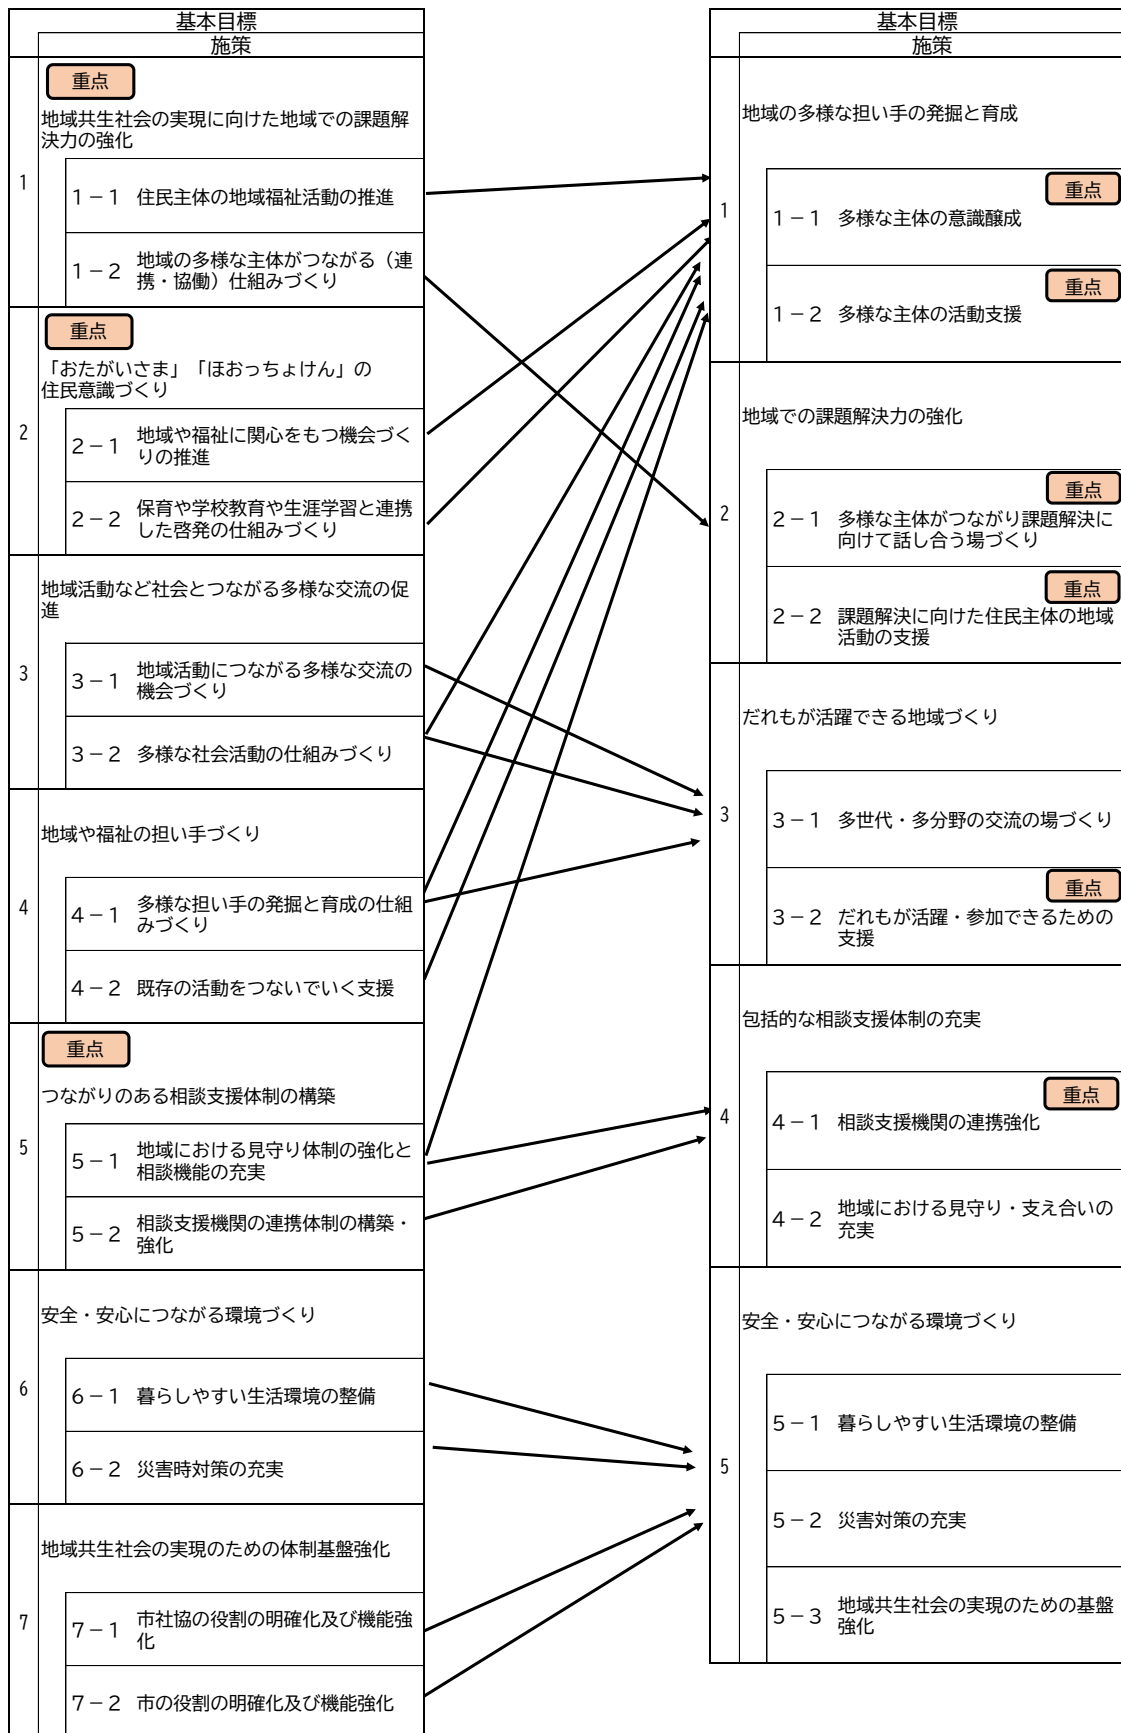 基本目標
施策
1
重点
地域共生社会の実現に向けた地域での課題解
決力の強化
1－1 住民主体の地域福祉活動の推進
1－2 地域の多様な主体がつながる（連
携・協働）仕組みづくり
2
重点
「おたがいさま」「ほおっちょけん」の
住民意識づくり
2－1 地域や福祉に関心をもつ機会づく
りの推進
2－2 保育や学校教育や生涯学習と連携
した啓発の仕組みづくり
3
地域活動など社会とつながる多様な交流の促
進
3－1 地域活動につながる多様な交流の
機会づくり
3－2 多様な社会活動の仕組みづくり
4
地域や福祉の担い手づくり
4－1 多様な担い手の発掘と育成の仕組
みづくり
4－2 既存の活動をつないでいく支援
5
重点
つながりのある相談支援体制の構築
5－1 地域における見守り体制の強化と
相談機能の充実
5－2 相談支援機関の連携体制の構築・
強化
6
安全・安心につながる環境づくり
6－1 暮らしやすい生活環境の整備
6－2 災害時対策の充実
7
地域共生社会の実現のための体制基盤強化
7－1 市社協の役割の明確化及び機能強
化
7－2 市の役割の明確化及び機能強化
基本目標
施策
1
地域の多様な担い手の発掘と育成
重点
1－1 多様な主体の意識醸成
重点
1－2 多様な主体の活動支援
2
地域での課題解決力の強化
重点
2－1 多様な主体がつながり課題解決に
向けて話し合う場づくり
重点
2－2 課題解決に向けた住民主体の地域
活動の支援
3
だれもが活躍できる地域づくり
3－1 多世代・多分野の交流の場づくり
重点
3－2 だれもが活躍・参加できるための
支援
4
包括的な相談支援体制の充実
重点
4－1 相談支援機関の連携強化
4－2 地域における見守り・支え合いの
充実
5
安全・安心につながる環境づくり
5－1 暮らしやすい生活環境の整備
5－2 災害対策の充実
5－3 地域共生社会の実現のための基盤
強化